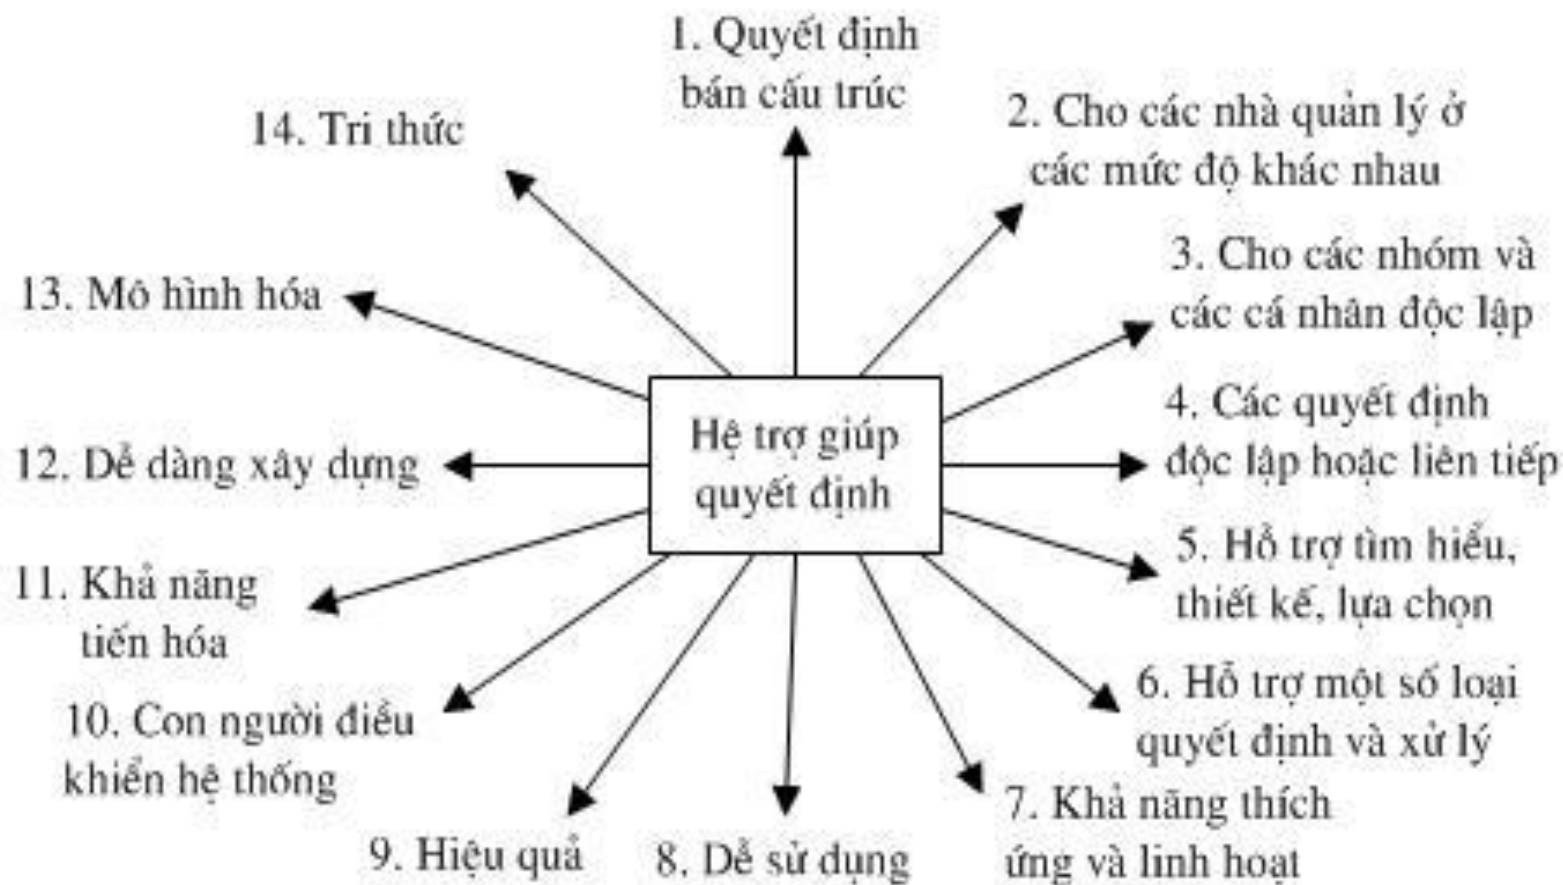 1. Quyết định
bán cấu trúc
2. Cho các nhà quản lý ở
các mức độ khác nhau
3. Cho các nhóm và
các cá nhân độc lập
4. Các quyết định
độc lập hoặc liên tiếp
5. Hỗ trợ tìm hiểu,
thiết kế, lựa chọn
6. Hỗ trợ một số loại
quyết định và xử lý
7. Khả năng thích
ứng và linh hoạt
8. Dễ sử dụng
9. Hiệu quả
10. Con người điều
khiển hệ thống
11. Khả năng
tiến hóa
12. Dễ dàng xây dựng
13. Mô hình hóa
14. Tri thức
Hệ trợ giúp
quyết định